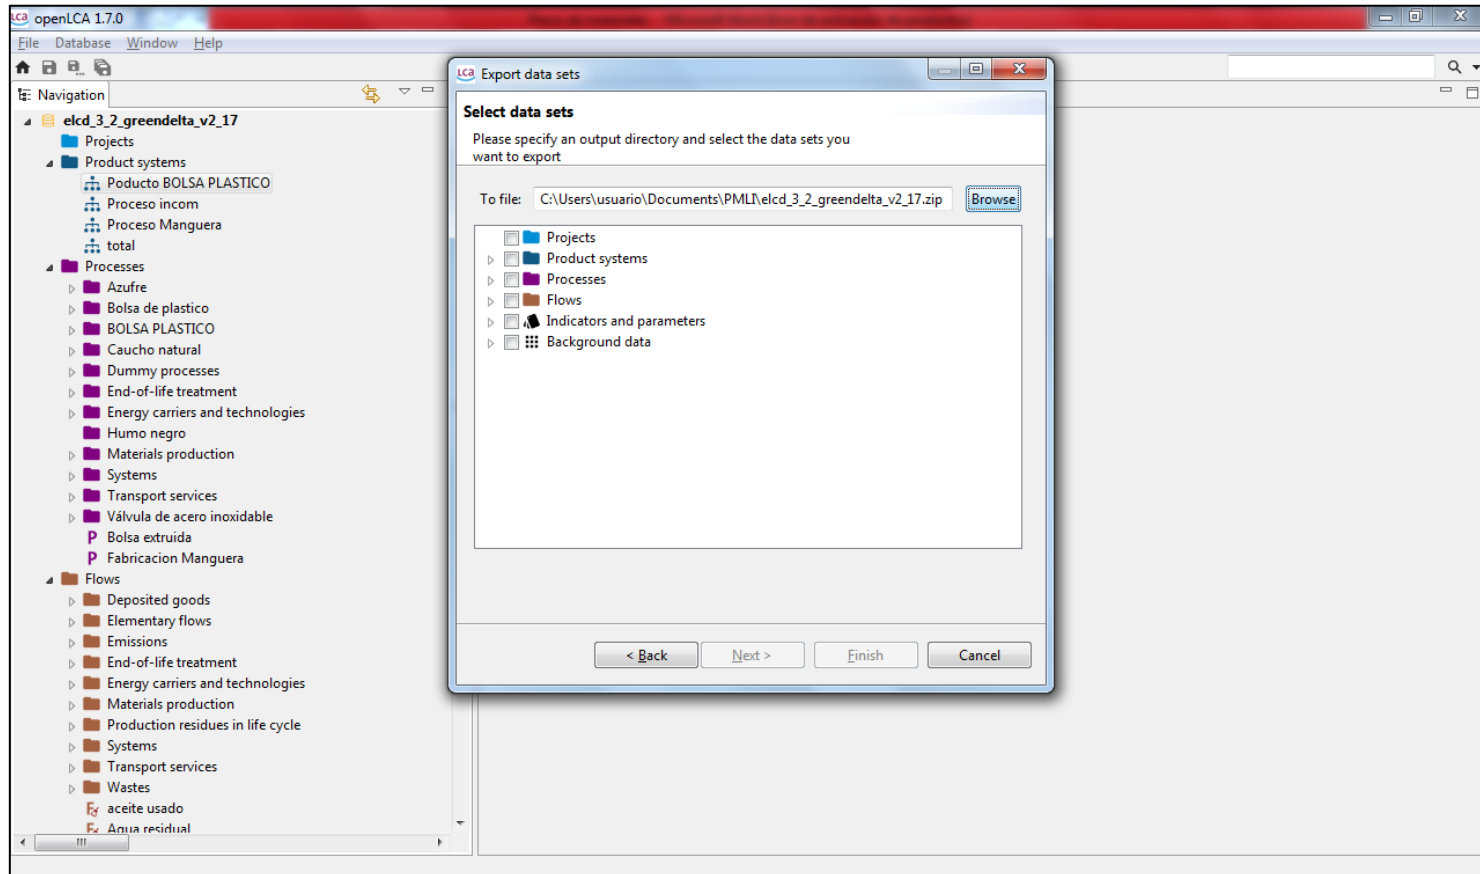 LCA openLCA 1.7.0
File Database Window Help
Navigation
elcd_3_2_greendelta_v2_17
Projects
Product systems
Poducto BOLSA PLASTICO
Proceso incom
Proceso Manguera
total
Processes
Azufre
Bolsa de plastico
BOLSA PLASTICO
Caucho natural
Dummy processes
End-of-life treatment
Energy carriers and technologies
Humo negro
Materials production
Systems
Transport services
Válvula de acero inoxidable
P Bolsa extruida
P Fabricacion Manguera
Flows
Deposited goods
Elementary flows
Emissions
End-of-life treatment
Energy carriers and technologies
Materials production
Production residues in life cycle
Systems
Transport services
Wastes
aceite usado
Agua residual
LCA Export data sets
Select data sets
Please specify an output directory and select the data sets you
want to export
To file: C:\Users\usuario\Documents\PMLI\elcd_3_2_greendelta_v2_17.zip Browse
Projects
Product systems
Processes
Flows
Indicators and parameters
Background data
< Back Next > Finish Cancel